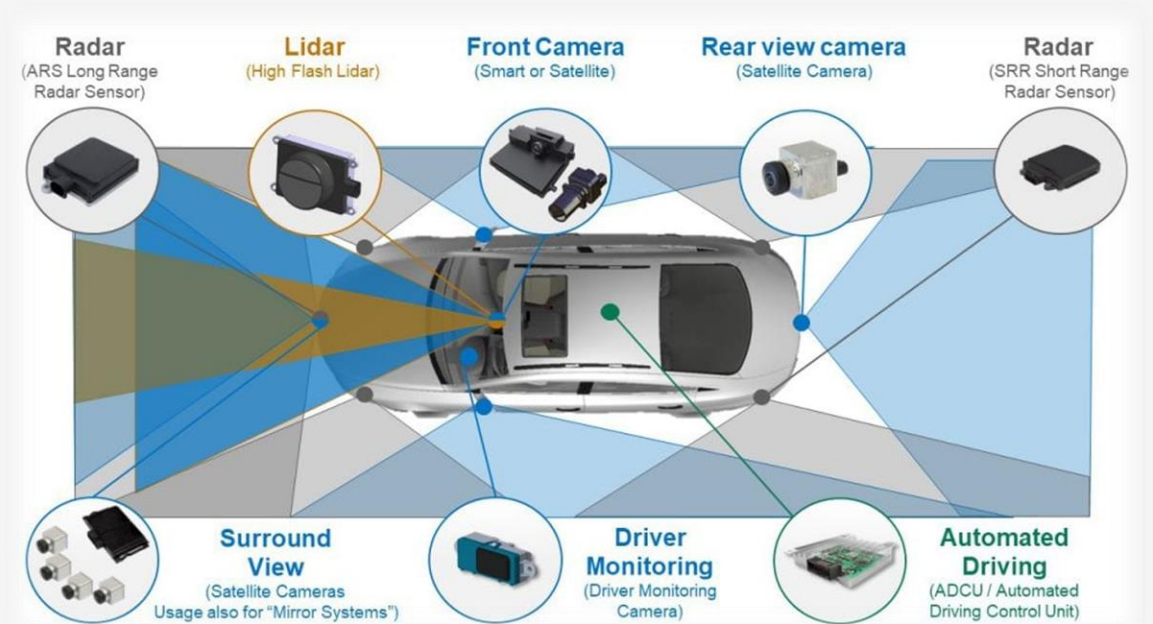 Radar
(ARS Long Range
Radar Sensor)
Lidar
(High Flash Lidar)
Front Camera
(Smart or Satellite)
Rear view camera
(Satellite Camera)
Radar
(SRR Short Range
Radar Sensor)
Surround
View
(Satellite Cameras
Usage also for “Mirror Systems”)
Driver
Monitoring
(Driver Monitoring
Camera)
Automated
Driving
(ADCU / Automated
Driving Control Unit)